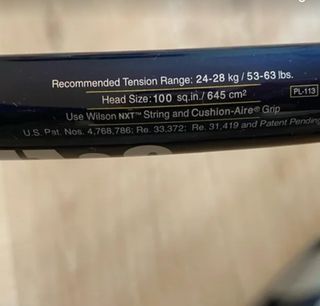 Recommended Tension Range: 24-28 kg / 53-63 lbs.
Head Size: 100 sq.in./ 645 cm²
PL-113
Use Wilson NXT™ String and Cushion-Aire® Grip
U.S. Pat. Nos. 4,768,786; Re. 33,372; Re. 31,419 and Patent Pending